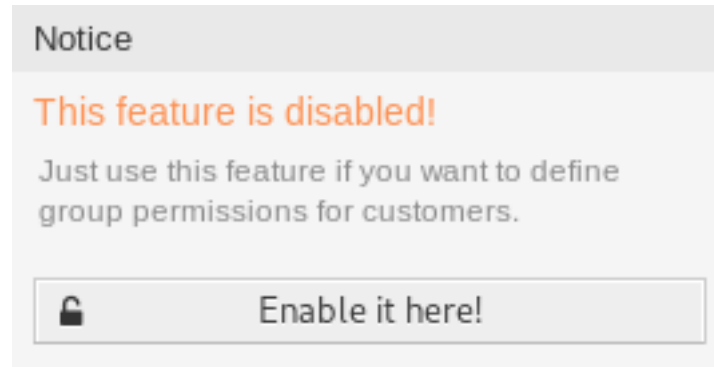 Notice
This feature is disabled!
Just use this feature if you want to define
group permissions for customers.
Enable it here!